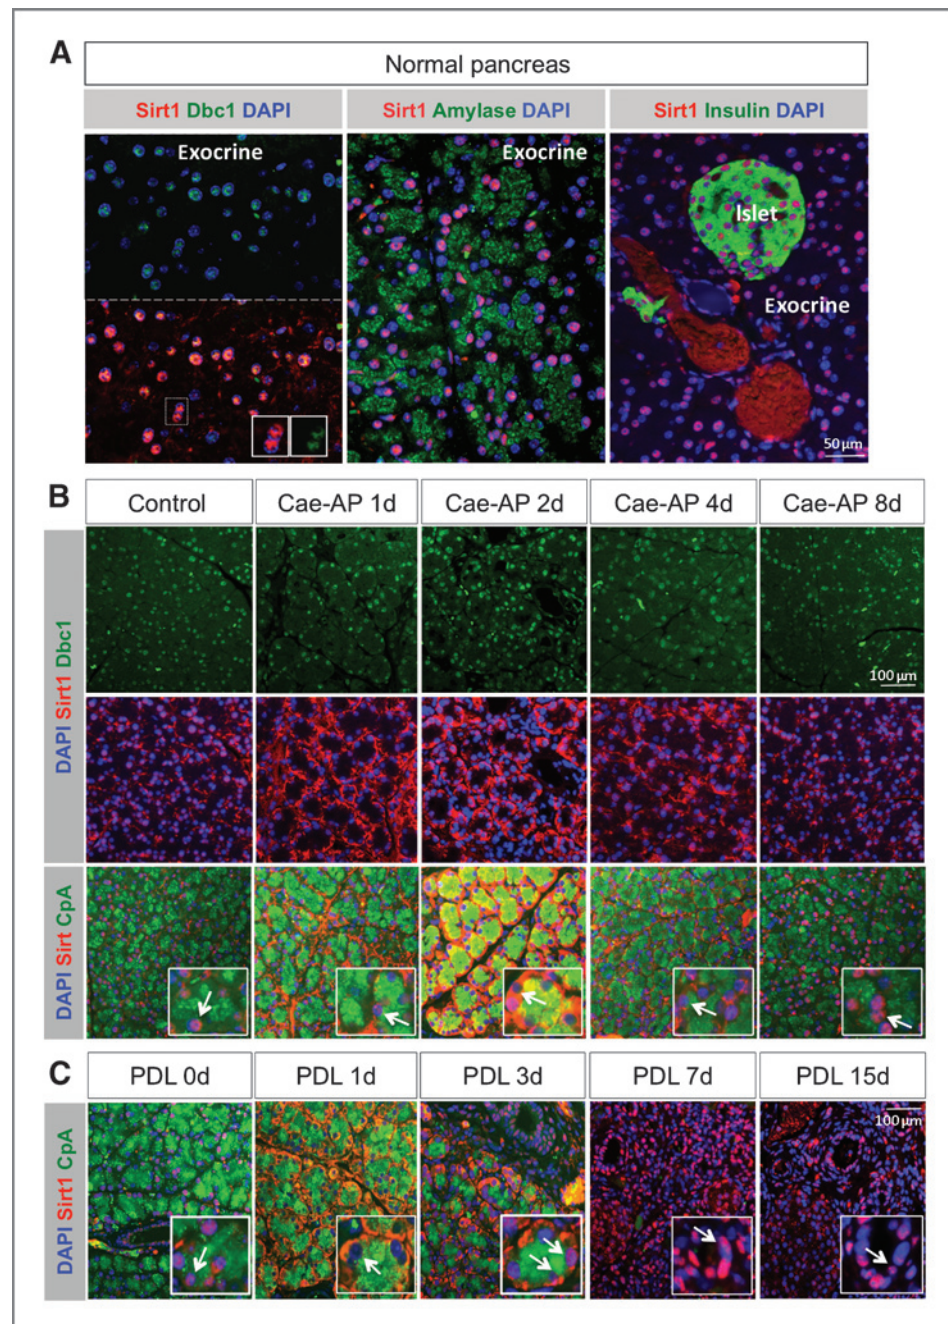 A
Normal pancreas
Sirt1 Dbc1 DAPI
Sirt1 Amylase DAPI
Sirt1 Insulin DAPI
Exocrine
Exocrine
Islet
Exocrine
50 µm
B
Control
Cae-AP 1d
Cae-AP 2d
Cae-AP 4d
Cae-AP 8d
DAPI Sirt1 Dbc1
100 µm
DAPI Sirt CpA
C
PDL 0d
PDL 1d
PDL 3d
PDL 7d
PDL 15d
DAPI Sirt1 CpA
100 µm